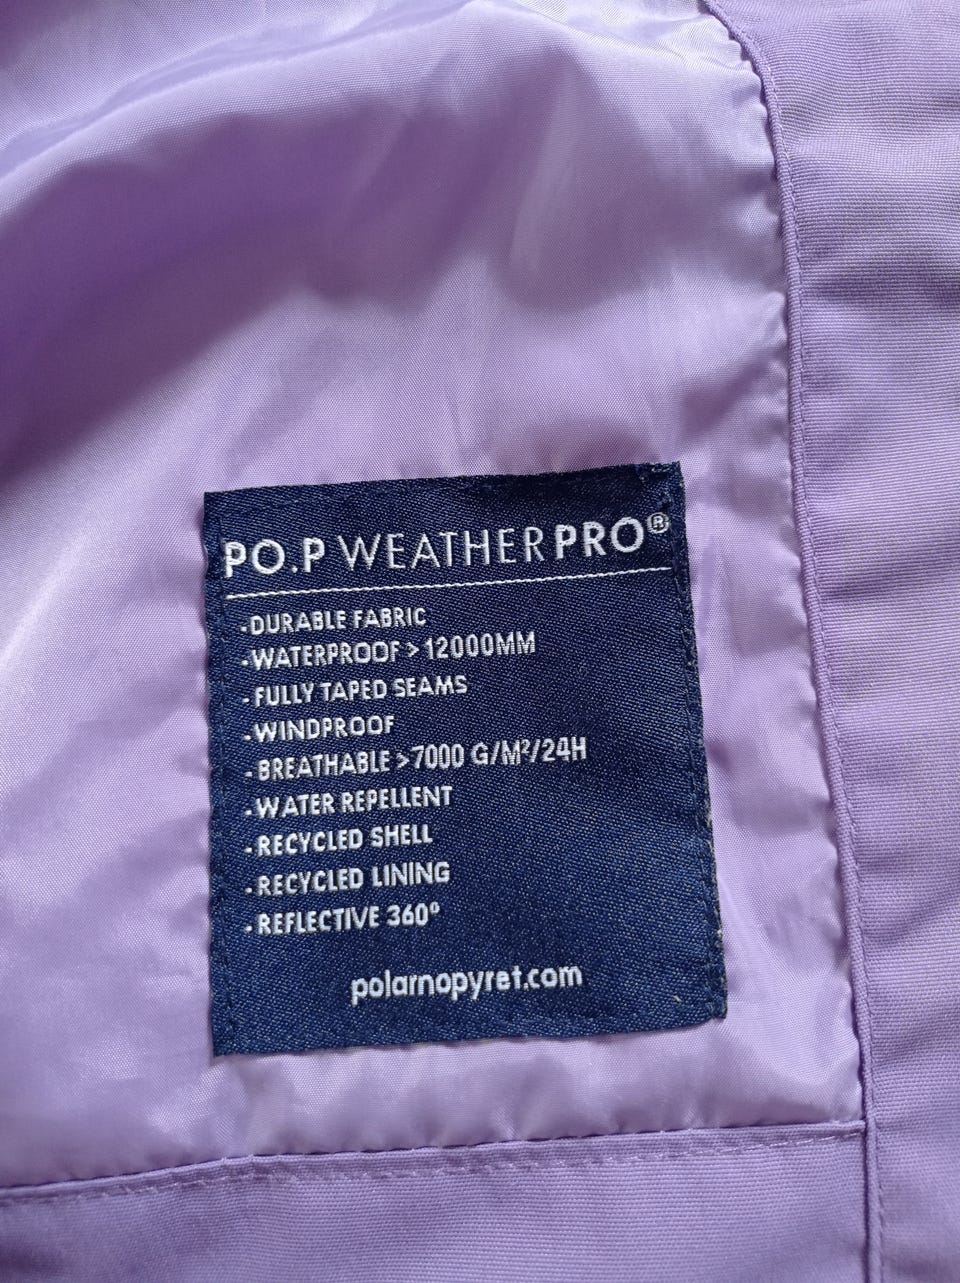 PO.P WEATHERPRO®
-DURABLE FABRIC
-WATERPROOF > 12000MM
-FULLY TAPED SEAMS
-WINDPROOF
-BREATHABLE >7000 G/M²/24H
-WATER REPELLENT
-RECYCLED SHELL
-RECYCLED LINING
-REFLECTIVE 360°
polarnopyret.com